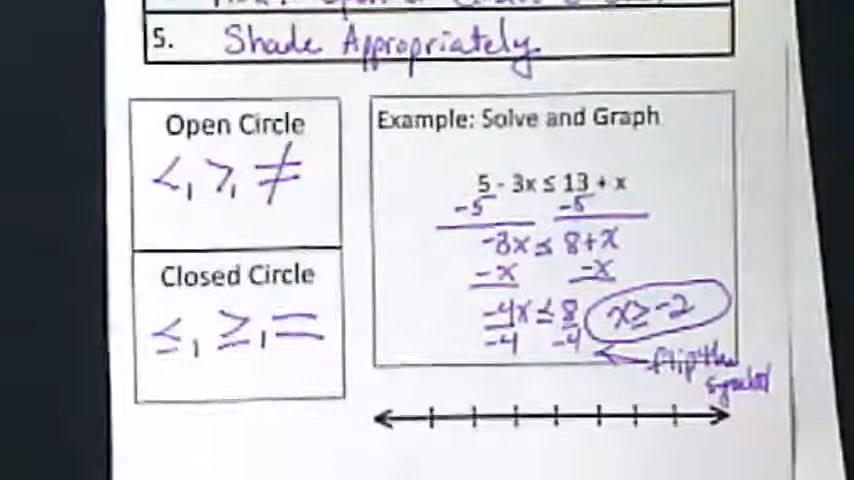 5. Shade Appropriately
Open Circle
<, >, ≠
Closed Circle
≤, ≥, =
Example: Solve and Graph
5 - 3x ≤ 13 + x
-5 -5
-3x ≤ 8+x
-x -x
-4x ≤ 8
-4 -4
x ≥ -2
flip the
symbol